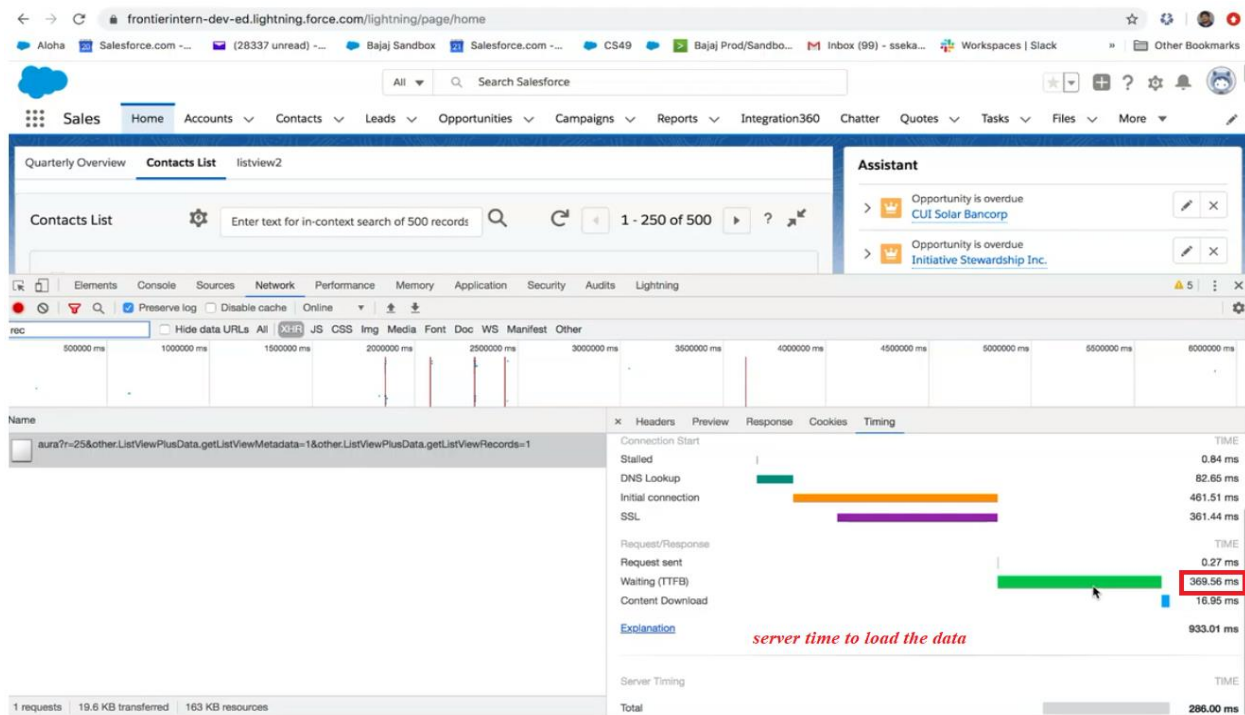 frontierintern-dev-ed.lightning.force.com/lightning/page/home
Aloha Salesforce.com -... (28337 unread) -... Bajaj Sandbox Salesforce.com -... CS49 Bajaj Prod/Sandbo... Inbox (99) - sseka... Workspaces | Slack » Other Bookmarks
All Search Salesforce
Sales Home Accounts Contacts Leads Opportunities Campaigns Reports Integration360 Chatter Quotes Tasks Files More
Quarterly Overview Contacts List listview2
Assistant
Opportunity is overdue
CUI Solar Bancorp
Contacts List Enter text for in-context search of 500 records 1 - 250 of 500 ?
Opportunity is overdue
Initiative Stewardship Inc.
Elements Console Sources Network Performance Memory Application Security Audits Lightning 5
Preserve log Disable cache Online
rec Hide data URLs All XHR JS CSS Img Media Font Doc WS Manifest Other
500000 ms 1000000 ms 1500000 ms 2000000 ms 2500000 ms 3000000 ms 3500000 ms 4000000 ms 4500000 ms 5000000 ms 5500000 ms 6000000 ms
Name
aura?r=25&other.ListViewPlusData.getListViewMetadata=1&other.ListViewPlusData.getListViewRecords=1
× Headers Preview Response Cookies Timing
Connection Start TIME
Stalled 0.84 ms
DNS Lookup 82.65 ms
Initial connection 461.51 ms
SSL 361.44 ms
Request/Response TIME
Request sent 0.27 ms
Waiting (TTFB) 369.56 ms
Content Download 16.95 ms
Explanation 933.01 ms
server time to load the data
Server Timing TIME
Total 286.00 ms
1 requests 19.6 KB transferred 163 KB resources